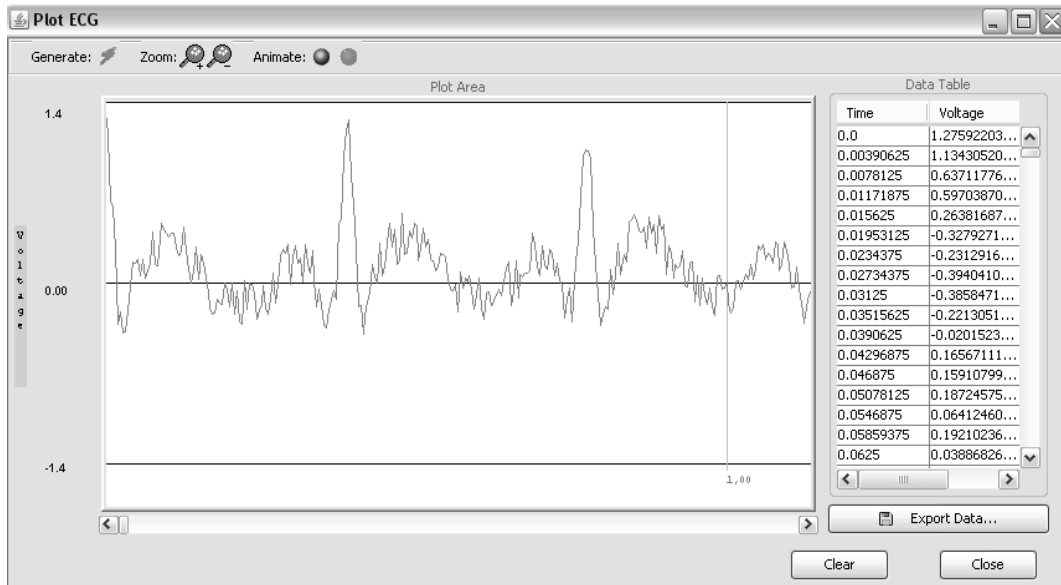 Plot ECG
Generate: Zoom: Animate:
Plot Area
Data Table
1.4
0.00
-1.4
Voltage
1,00
Time Voltage
0.0 1.27592203...
0.00390625 1.13430520...
0.0078125 0.63711776...
0.01171875 0.59703870...
0.015625 0.26381687...
0.01953125 -0.3279271...
0.0234375 -0.2312916...
0.02734375 -0.3940410...
0.03125 -0.3858471...
0.03515625 -0.2213051...
0.0390625 -0.0201523...
0.04296875 0.16567111...
0.046875 0.15910799...
0.05078125 0.18724575...
0.0546875 0.06412460...
0.05859375 0.19210236...
0.0625 0.03886826...
Export Data...
Clear Close